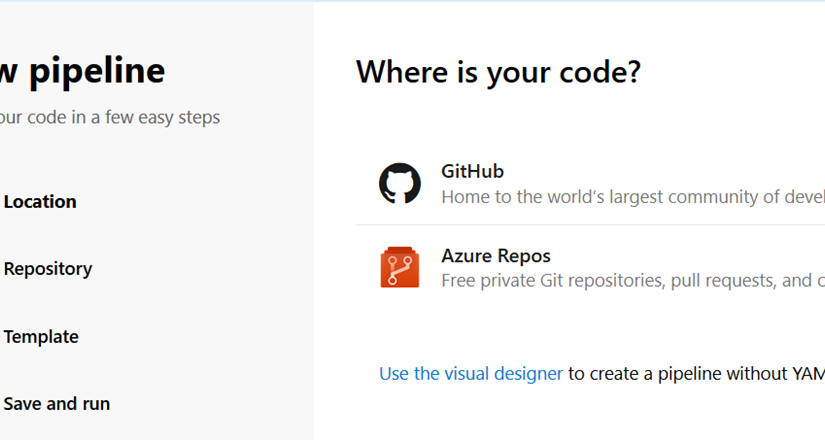 w pipeline
our code in a few easy steps
Location
Repository
Template
Save and run
Where is your code?
GitHub
Home to the world's largest community of devel
Azure Repos
Free private Git repositories, pull requests, and c
Use the visual designer to create a pipeline without YAM